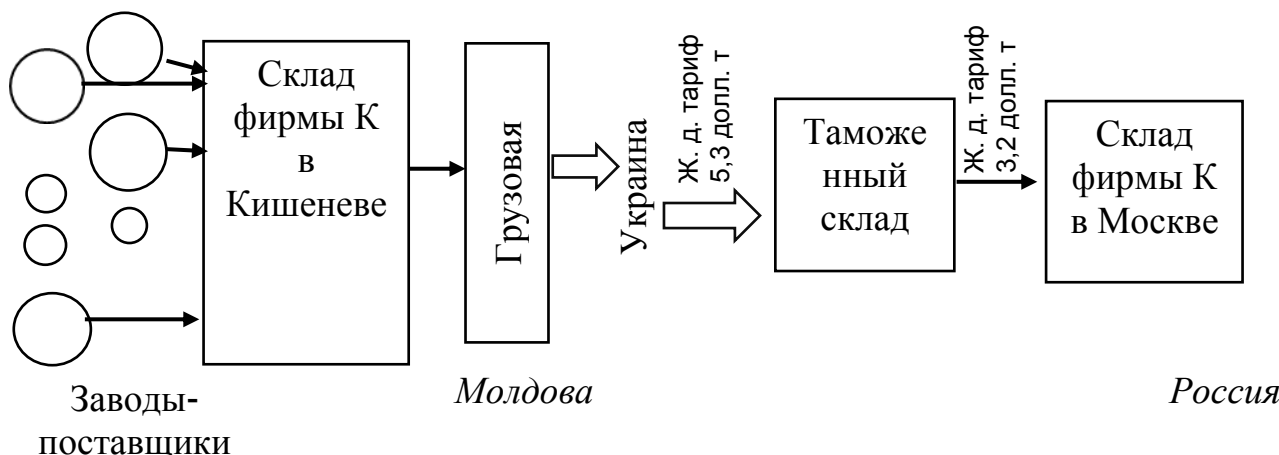 Склад
фирмы К
в
Кишеневе
Грузовая
Украина
Ж. д. тариф
5,3 долл. т
Таможе
нный
склад
Ж. д. тариф
3,2 долл. т
Склад
фирмы К
в Москве
Заводы-
поставщики
Молдова
Россия